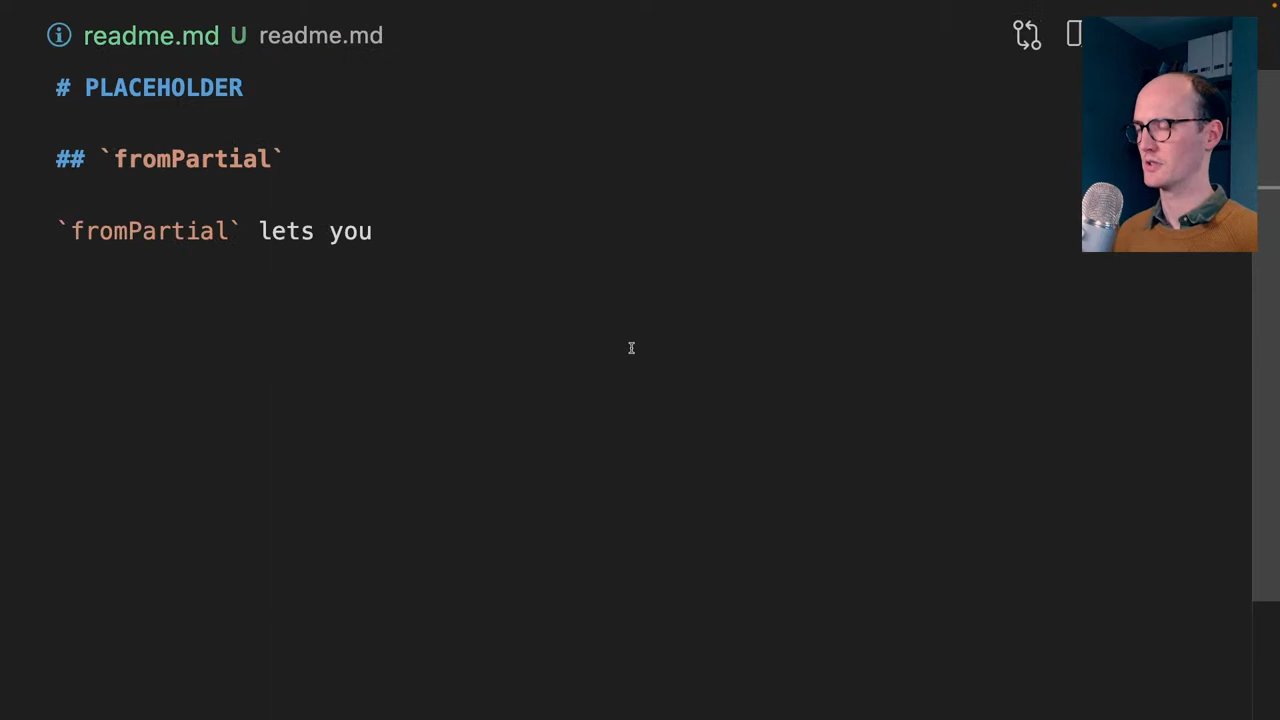 readme.md U readme.md
# PLACEHOLDER
## `fromPartial`
`fromPartial` lets you